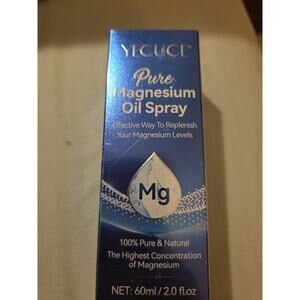 YECUCE
Pure
Magnesium
Oil Spray
Effective Way To Replenish
Your Magnesium Levels
Mg
100% Pure & Natural
The Highest Concentration
of Magnesium
NET: 60ml / 2.0 fl.oz